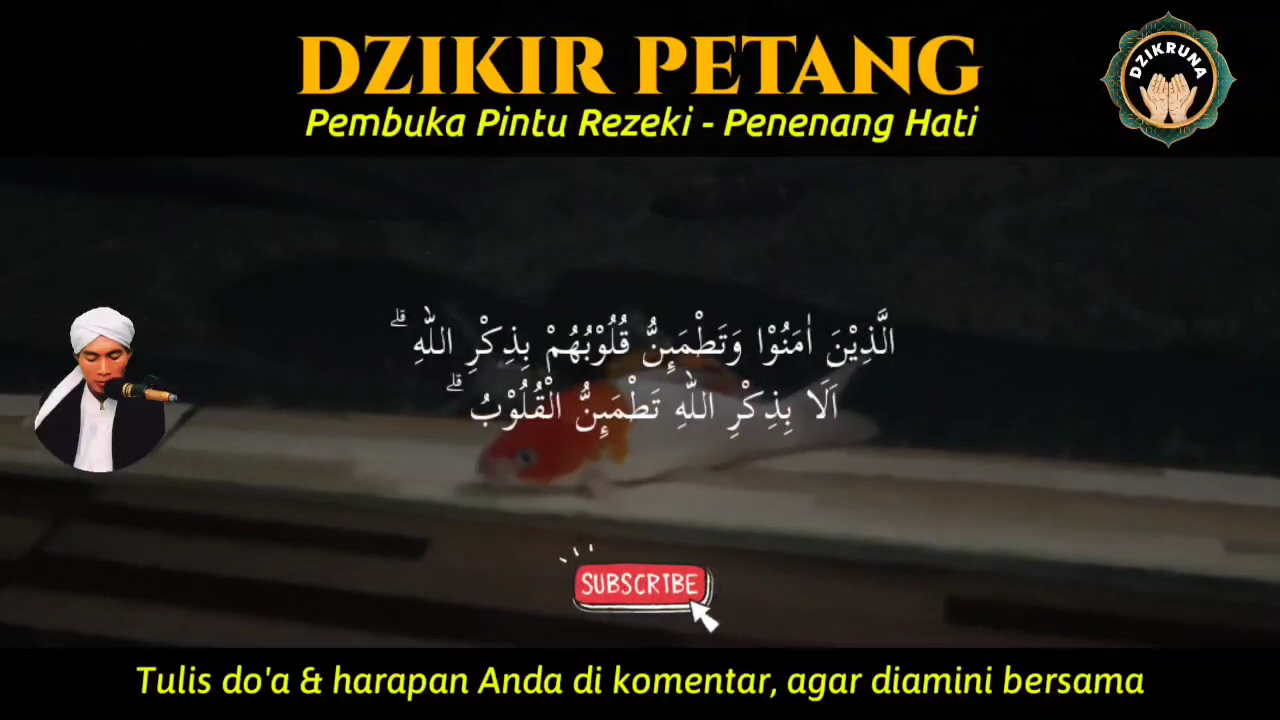 DZIKIR PETANG
Pembuka Pintu Rezeki - Penenang Hati
DZIKRUNA
الَّذِيْنَ اٰمَنُوْا وَتَطْمَىِٕنُّ قُلُوْبُهُمْ بِذِكْرِ اللّٰهِ ۗ
اَلَا بِذِكْرِ اللّٰهِ تَطْمَىِٕنُّ الْقُلُوْبُ ۗ
SUBSCRIBE
Tulis do'a & harapan Anda di komentar, agar diamini bersama